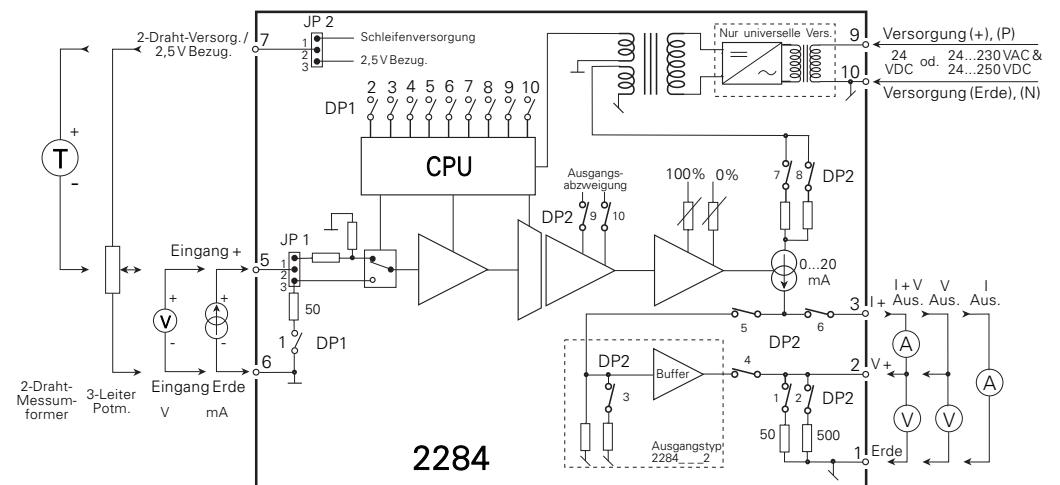 JP 2
2-Draht-Versorg./
2,5 V Bezug.
7
1
2
3
Schleifenversorgung
2,5 V Bezug.
Nur universelle Vers.
9
Versorgung (+), (P)
24
VDC
od.
24...230 VAC &
24...250 VDC
10
Versorgung (Erde), (N)
DP1
2 3 4 5 6 7 8 9 10
CPU
T
+
-
Ausgangs-
abzweigung
DP2
9
10
100%
0%
7
8
DP2
JP 1
Eingang +
5
1
2
3
50
1
DP1
6
0...20
mA
+
V
-
+
-
5
6
DP2
3
I+
I + V
Aus.
V
Aus.
I
Aus.
A
A
DP2
3
Buffer
4
2
V+
1
2
DP2
50
500
V
V
Ausgangstyp
2284_ _ _2
1
Erde
2-Draht-
Messum-
former
3-Leiter
Potm.
Eingang Erde
V
mA
2284